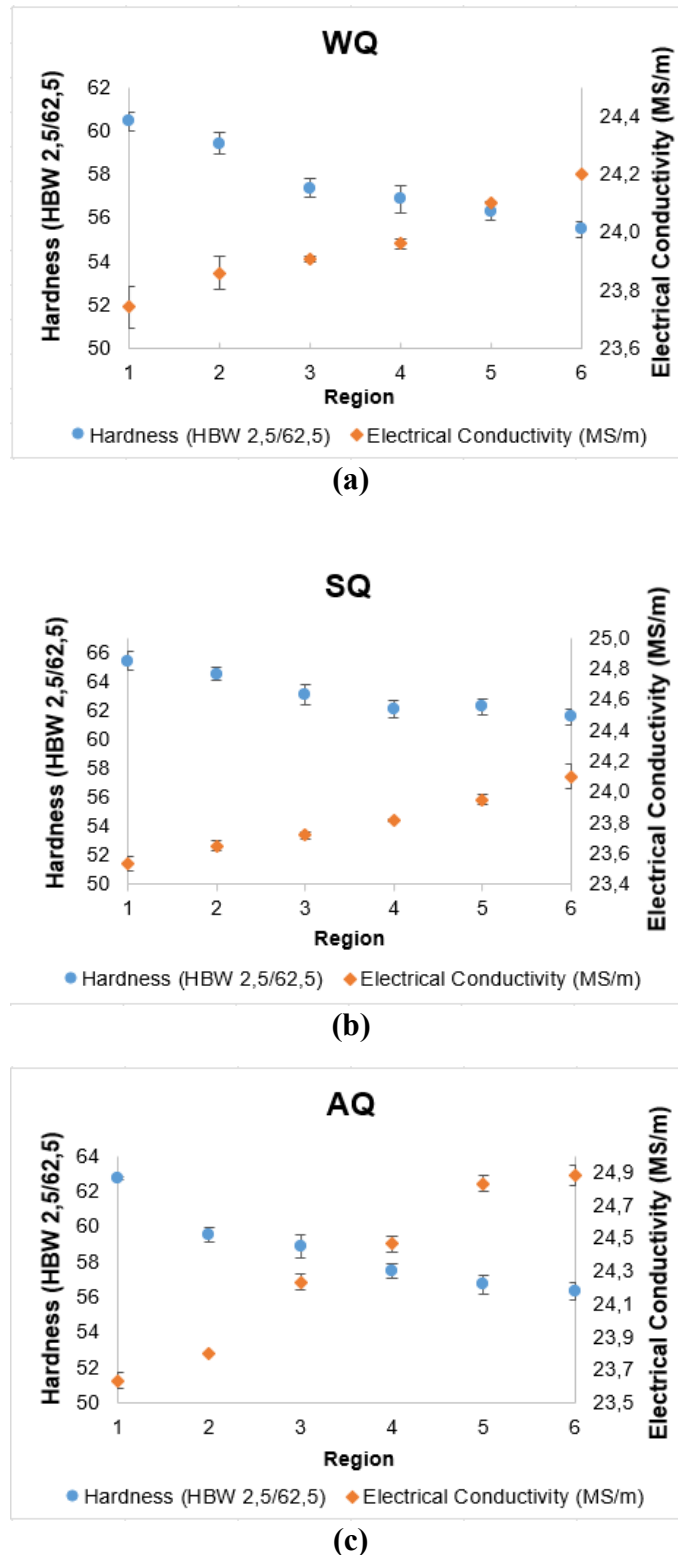 WQ
Hardness (HBW 2,5/62,5)
62
60
58
56
54
52
50
24,4
24,2
24,0
23,8
23,6
Electrical Conductivity (MS/m)
1 2 3 4 5 6
Region
Hardness (HBW 2,5/62,5) Electrical Conductivity (MS/m)
(a)
SQ
Hardness (HBW 2,5/62,5)
66
64
62
60
58
56
54
52
50
25,0
24,8
24,6
24,4
24,2
24,0
23,8
23,6
23,4
Electrical Conductivity (MS/m)
1 2 3 4 5 6
Region
Hardness (HBW 2,5/62,5) Electrical Conductivity (MS/m)
(b)
AQ
Hardness (HBW 2,5/62,5)
64
62
60
58
56
54
52
50
24,9
24,7
24,5
24,3
24,1
23,9
23,7
23,5
Electrical Conductivity (MS/m)
1 2 3 4 5 6
Region
Hardness (HBW 2,5/62,5) Electrical Conductivity (MS/m)
(c)